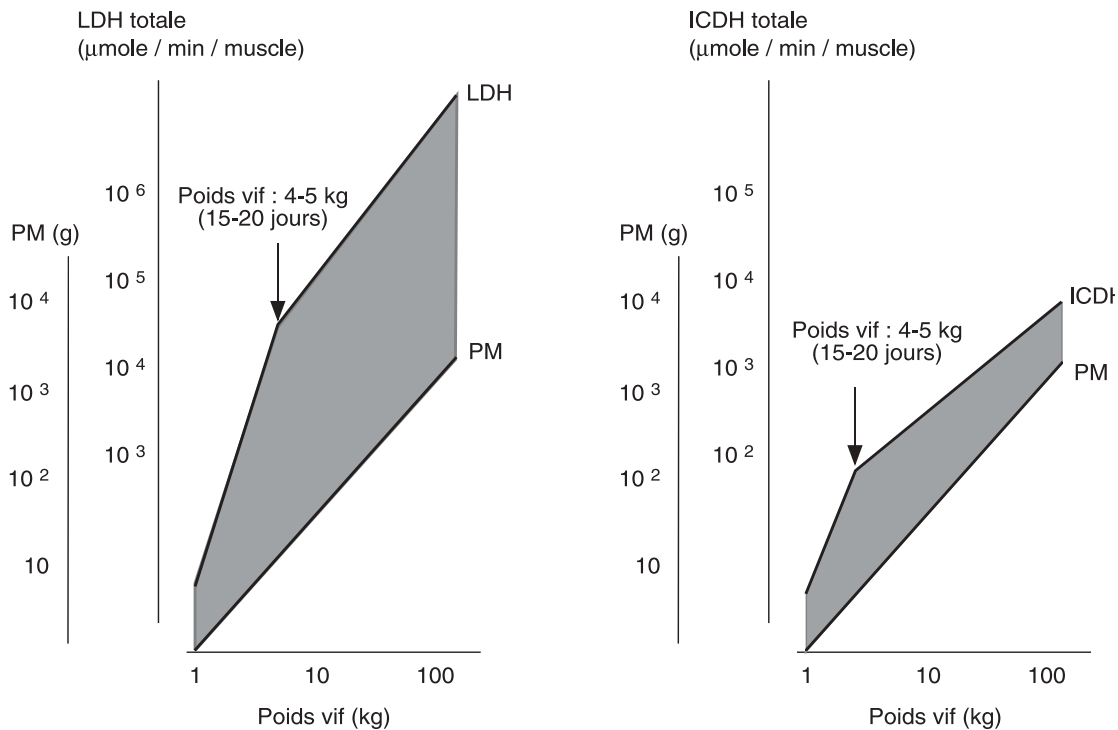 LDH totale
(μmole / min / muscle)
LDH
10 6
Poids vif : 4-5 kg
(15-20 jours)
PM (g)
10 5
10 4
PM
10 4
10 3
10 3
10 2
10
1 10 100
Poids vif (kg)
ICDH totale
(μmole / min / muscle)
10 5
PM (g)
10 4
10 4
ICDH
Poids vif : 4-5 kg
(15-20 jours)
10 3
PM
10 3
10 2
10 2
10
1 10 100
Poids vif (kg)